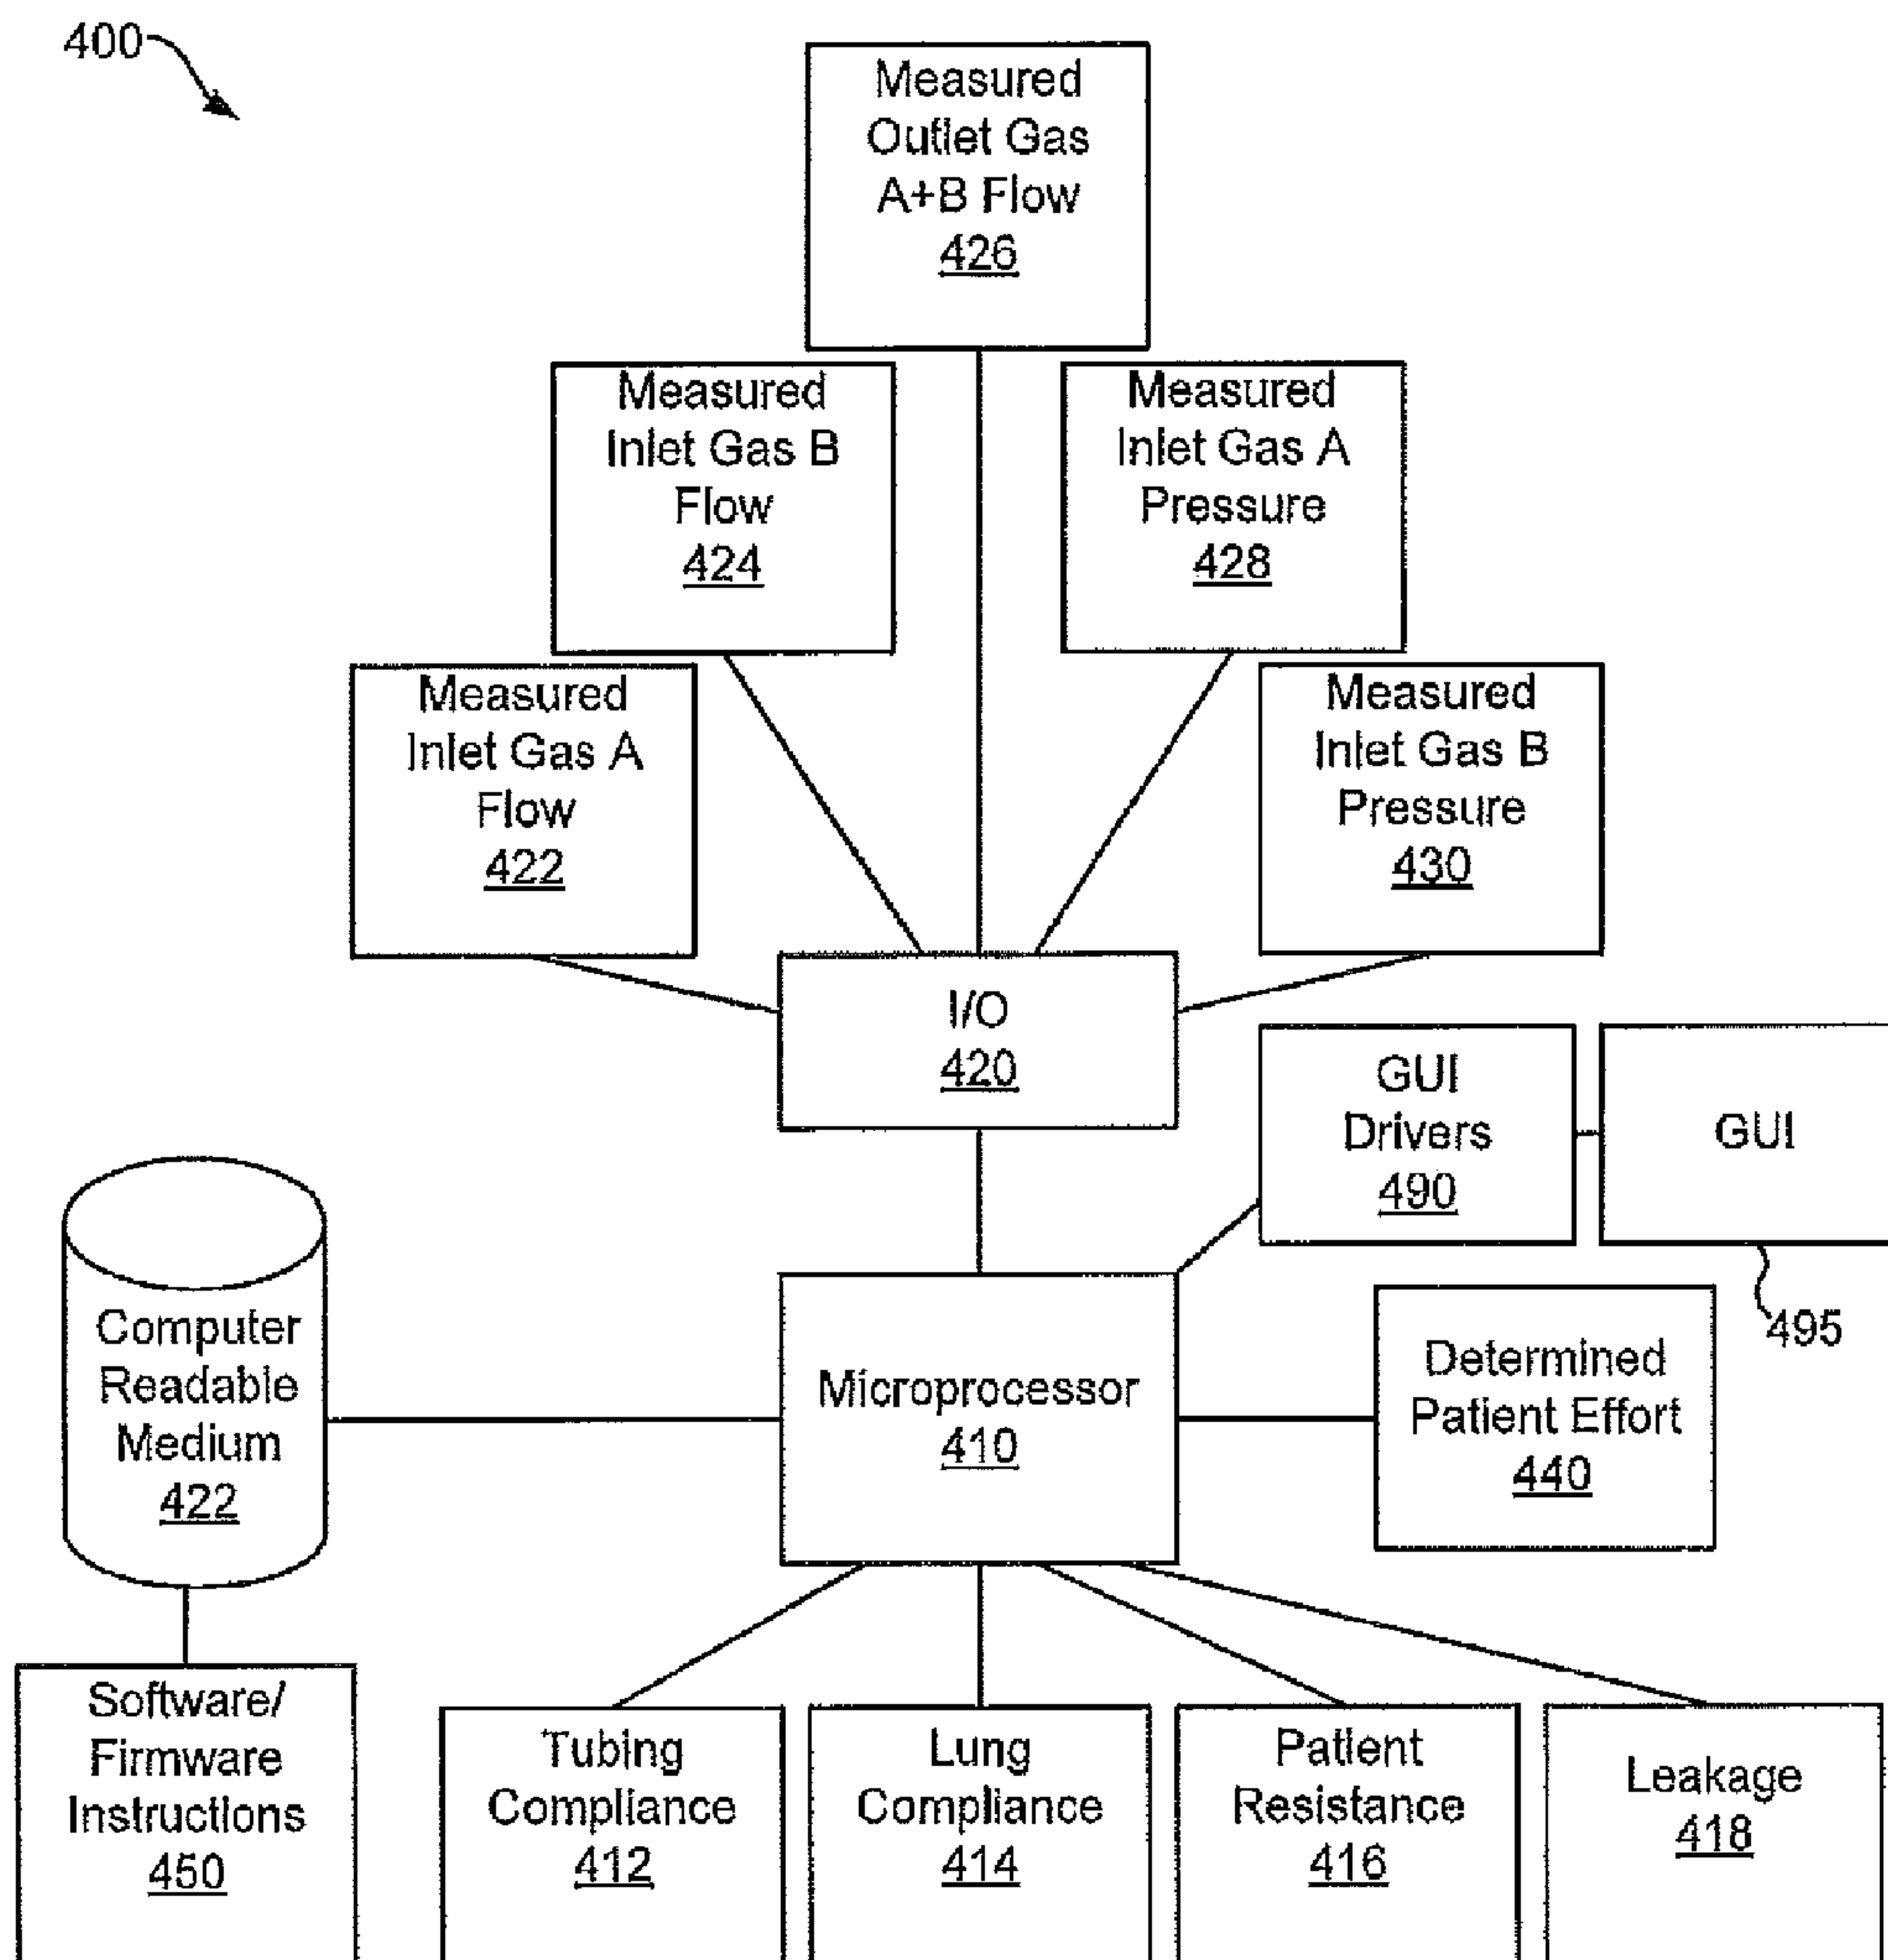 400
Measured
Outlet Gas
A+B Flow
426
Measured
Inlet Gas B
Flow
424
Measured
Inlet Gas A
Pressure
428
Measured
Inlet Gas A
Flow
422
Measured
Inlet Gas B
Pressure
430
I/O
420
GUI
Drivers
490
GUI
495
Computer
Readable
Medium
422
Microprocessor
410
Determined
Patient Effort
440
Software/
Firmware
Instructions
450
Tubing
Compliance
412
Lung
Compliance
414
Patient
Resistance
416
Leakage
418